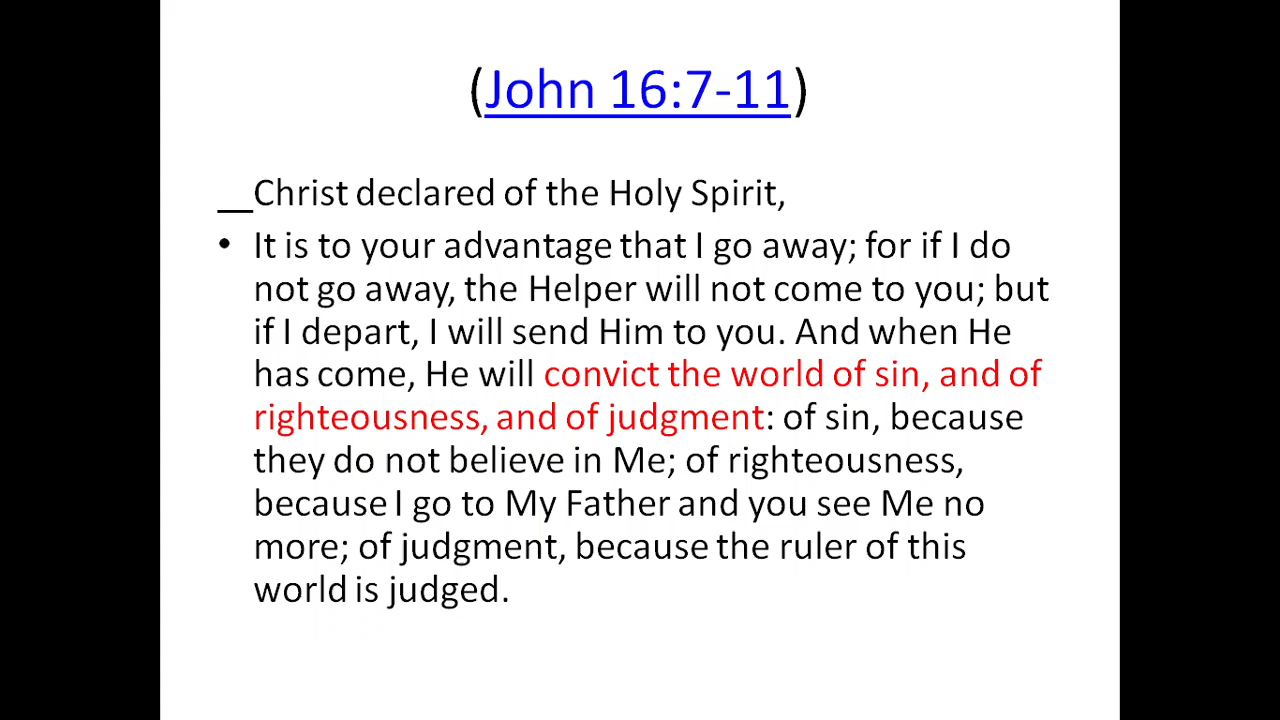 (John 16:7-11)
__Christ declared of the Holy Spirit,
• It is to your advantage that I go away; for if I do
not go away, the Helper will not come to you; but
if I depart, I will send Him to you. And when He
has come, He will convict the world of sin, and of
righteousness, and of judgment: of sin, because
they do not believe in Me; of righteousness,
because I go to My Father and you see Me no
more; of judgment, because the ruler of this
world is judged.